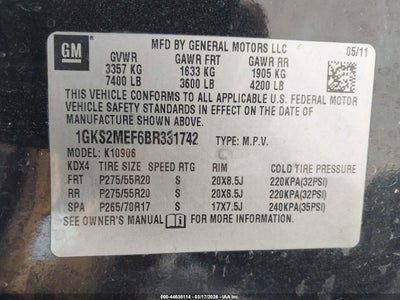 GM
MFD. BY GENERAL MOTORS LLC
05/11
GVWR GAWR FRT GAWR RR
3357 KG 1633 KG 1905 KG
7400 LB 3600 LB 4200 LB
THIS VEHICLE CONFORMS TO ALL APPLICABLE U.S. FEDERAL MOTOR
VEHICLE SAFETY STANDARDS IN EFFECT ON THE DATE OF
MANUFACTURE SHOWN ABOVE.
1GKS2MEF6BR331742 TYPE: M.P.V.
MODEL: K10906
KDX4 TIRE SIZE SPEED RTG RIM COLD TIRE PRESSURE
FRT P275/55R20 S 20X8.5J 220KPA(32PSI)
RR P275/55R20 S 20X8.5J 220KPA(32PSI)
SPA P265/70R17 S 17X7.5J 240KPA(35PSI)
SEE OWNER'S MANUAL FOR ADDITIONAL INFORMATION.
000-44636114 - 03/17/2026 - 0000494691